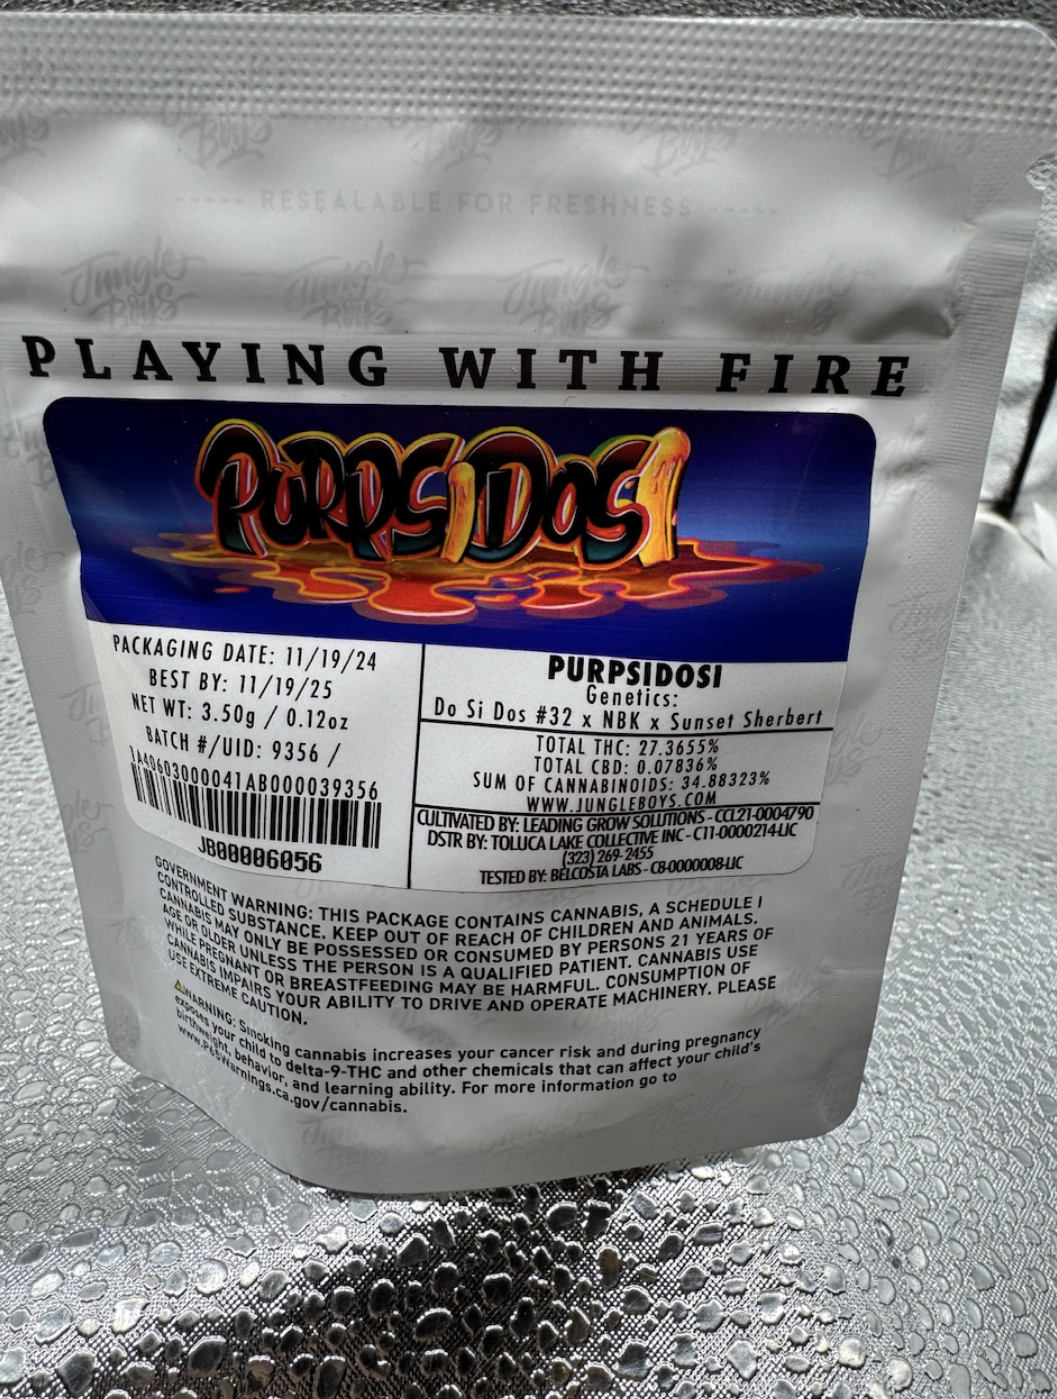 ----- RESEALABLE FOR FRESHNESS -----
Jungle Boys
PLAYING WITH FIRE
PURPSIDOSI
PACKAGING DATE: 11/19/24
BEST BY: 11/19/25
NET WT: 3.50g / 0.12oz
BATCH #/UID: 9356 /
1A40603000041AB000039356
JB00006056
PURPSIDOSI
Genetics:
Do Si Dos #32 x NBK x Sunset Sherbert
TOTAL THC: 27.3655%
TOTAL CBD: 0.07836%
SUM OF CANNABINOIDS: 34.88323%
WWW.JUNGLEBOYS.COM
CULTIVATED BY: LEADING GROW SOLUTIONS - CCL21-0004790
DSTR BY: TOLUCA LAKE COLLECTIVE INC - C11-0000214-LIC
(323) 269-2455
TESTED BY: BELCOSTA LABS - C8-0000008-LIC
GOVERNMENT WARNING: THIS PACKAGE CONTAINS CANNABIS, A SCHEDULE I
CONTROLLED SUBSTANCE. KEEP OUT OF REACH OF CHILDREN AND ANIMALS.
CANNABIS MAY ONLY BE POSSESSED OR CONSUMED BY PERSONS 21 YEARS OF
AGE OR OLDER UNLESS THE PERSON IS A QUALIFIED PATIENT. CANNABIS USE
WHILE PREGNANT OR BREASTFEEDING MAY BE HARMFUL. CONSUMPTION OF
CANNABIS IMPAIRS YOUR ABILITY TO DRIVE AND OPERATE MACHINERY. PLEASE
USE EXTREME CAUTION.
⚠WARNING: Smoking cannabis increases your cancer risk and during pregnancy
exposes your child to delta-9-THC and other chemicals that can affect your child's
birthweight, behavior, and learning ability. For more information go to
www.P65Warnings.ca.gov/cannabis.